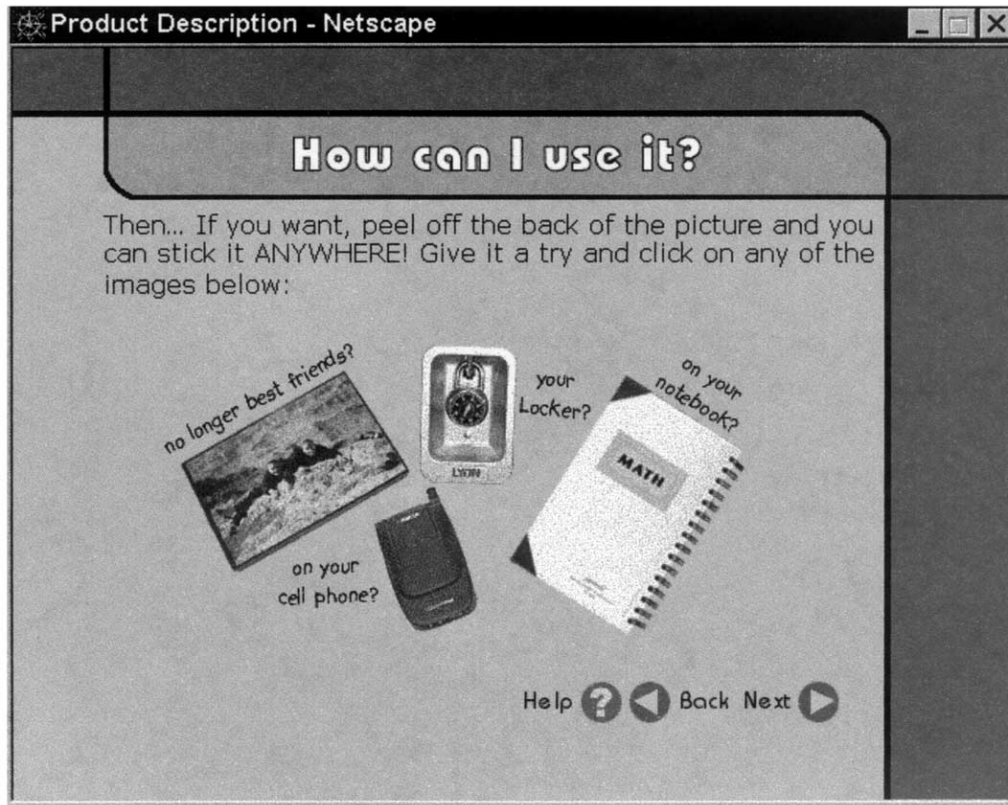 Product Description - Netscape
How can I use it?
Then... If you want, peel off the back of the picture and you
can stick it ANYWHERE! Give it a try and click on any of the
images below:
no longer best friends?
your
Locker?
LYON
on your
notebook?
MATH
on your
cell phone?
Help ? Back Next